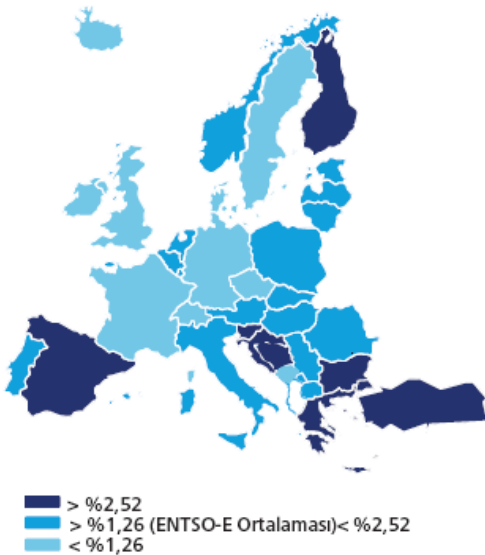 > %2,52
> %1,26 (ENTSO-E Ortalaması)< %2,52
< %1,26